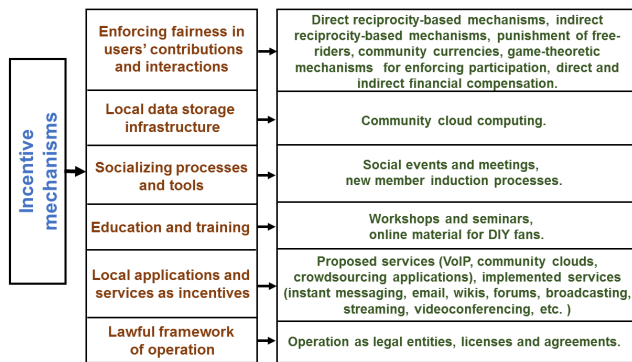 Incentive
mechanisms
Enforcing fairness in
users' contributions
and interactions
Direct reciprocity-based mechanisms, indirect
reciprocity-based mechanisms, punishment of free-
riders, community currencies, game-theoretic
mechanisms for enforcing participation, direct and
indirect financial compensation.
Local data storage
infrastructure
Community cloud computing.
Socializing processes
and tools
Social events and meetings,
new member induction processes.
Education and training
Workshops and seminars,
online material for DIY fans.
Local applications and
services as incentives
Proposed services (VoIP, community clouds,
crowdsourcing applications), implemented services
(instant messaging, email, wikis, forums, broadcasting,
streaming, videoconferencing, etc. )
Lawful framework
of operation
Operation as legal entities, licenses and agreements.